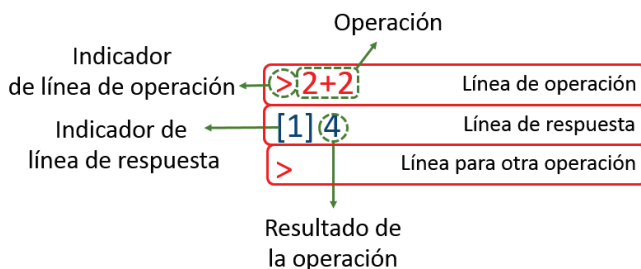 Operación
Indicador
de línea de operación
> 2+2
Línea de operación
Indicador de
línea de respuesta
[1] 4
Línea de respuesta
>
Línea para otra operación
Resultado de
la operación